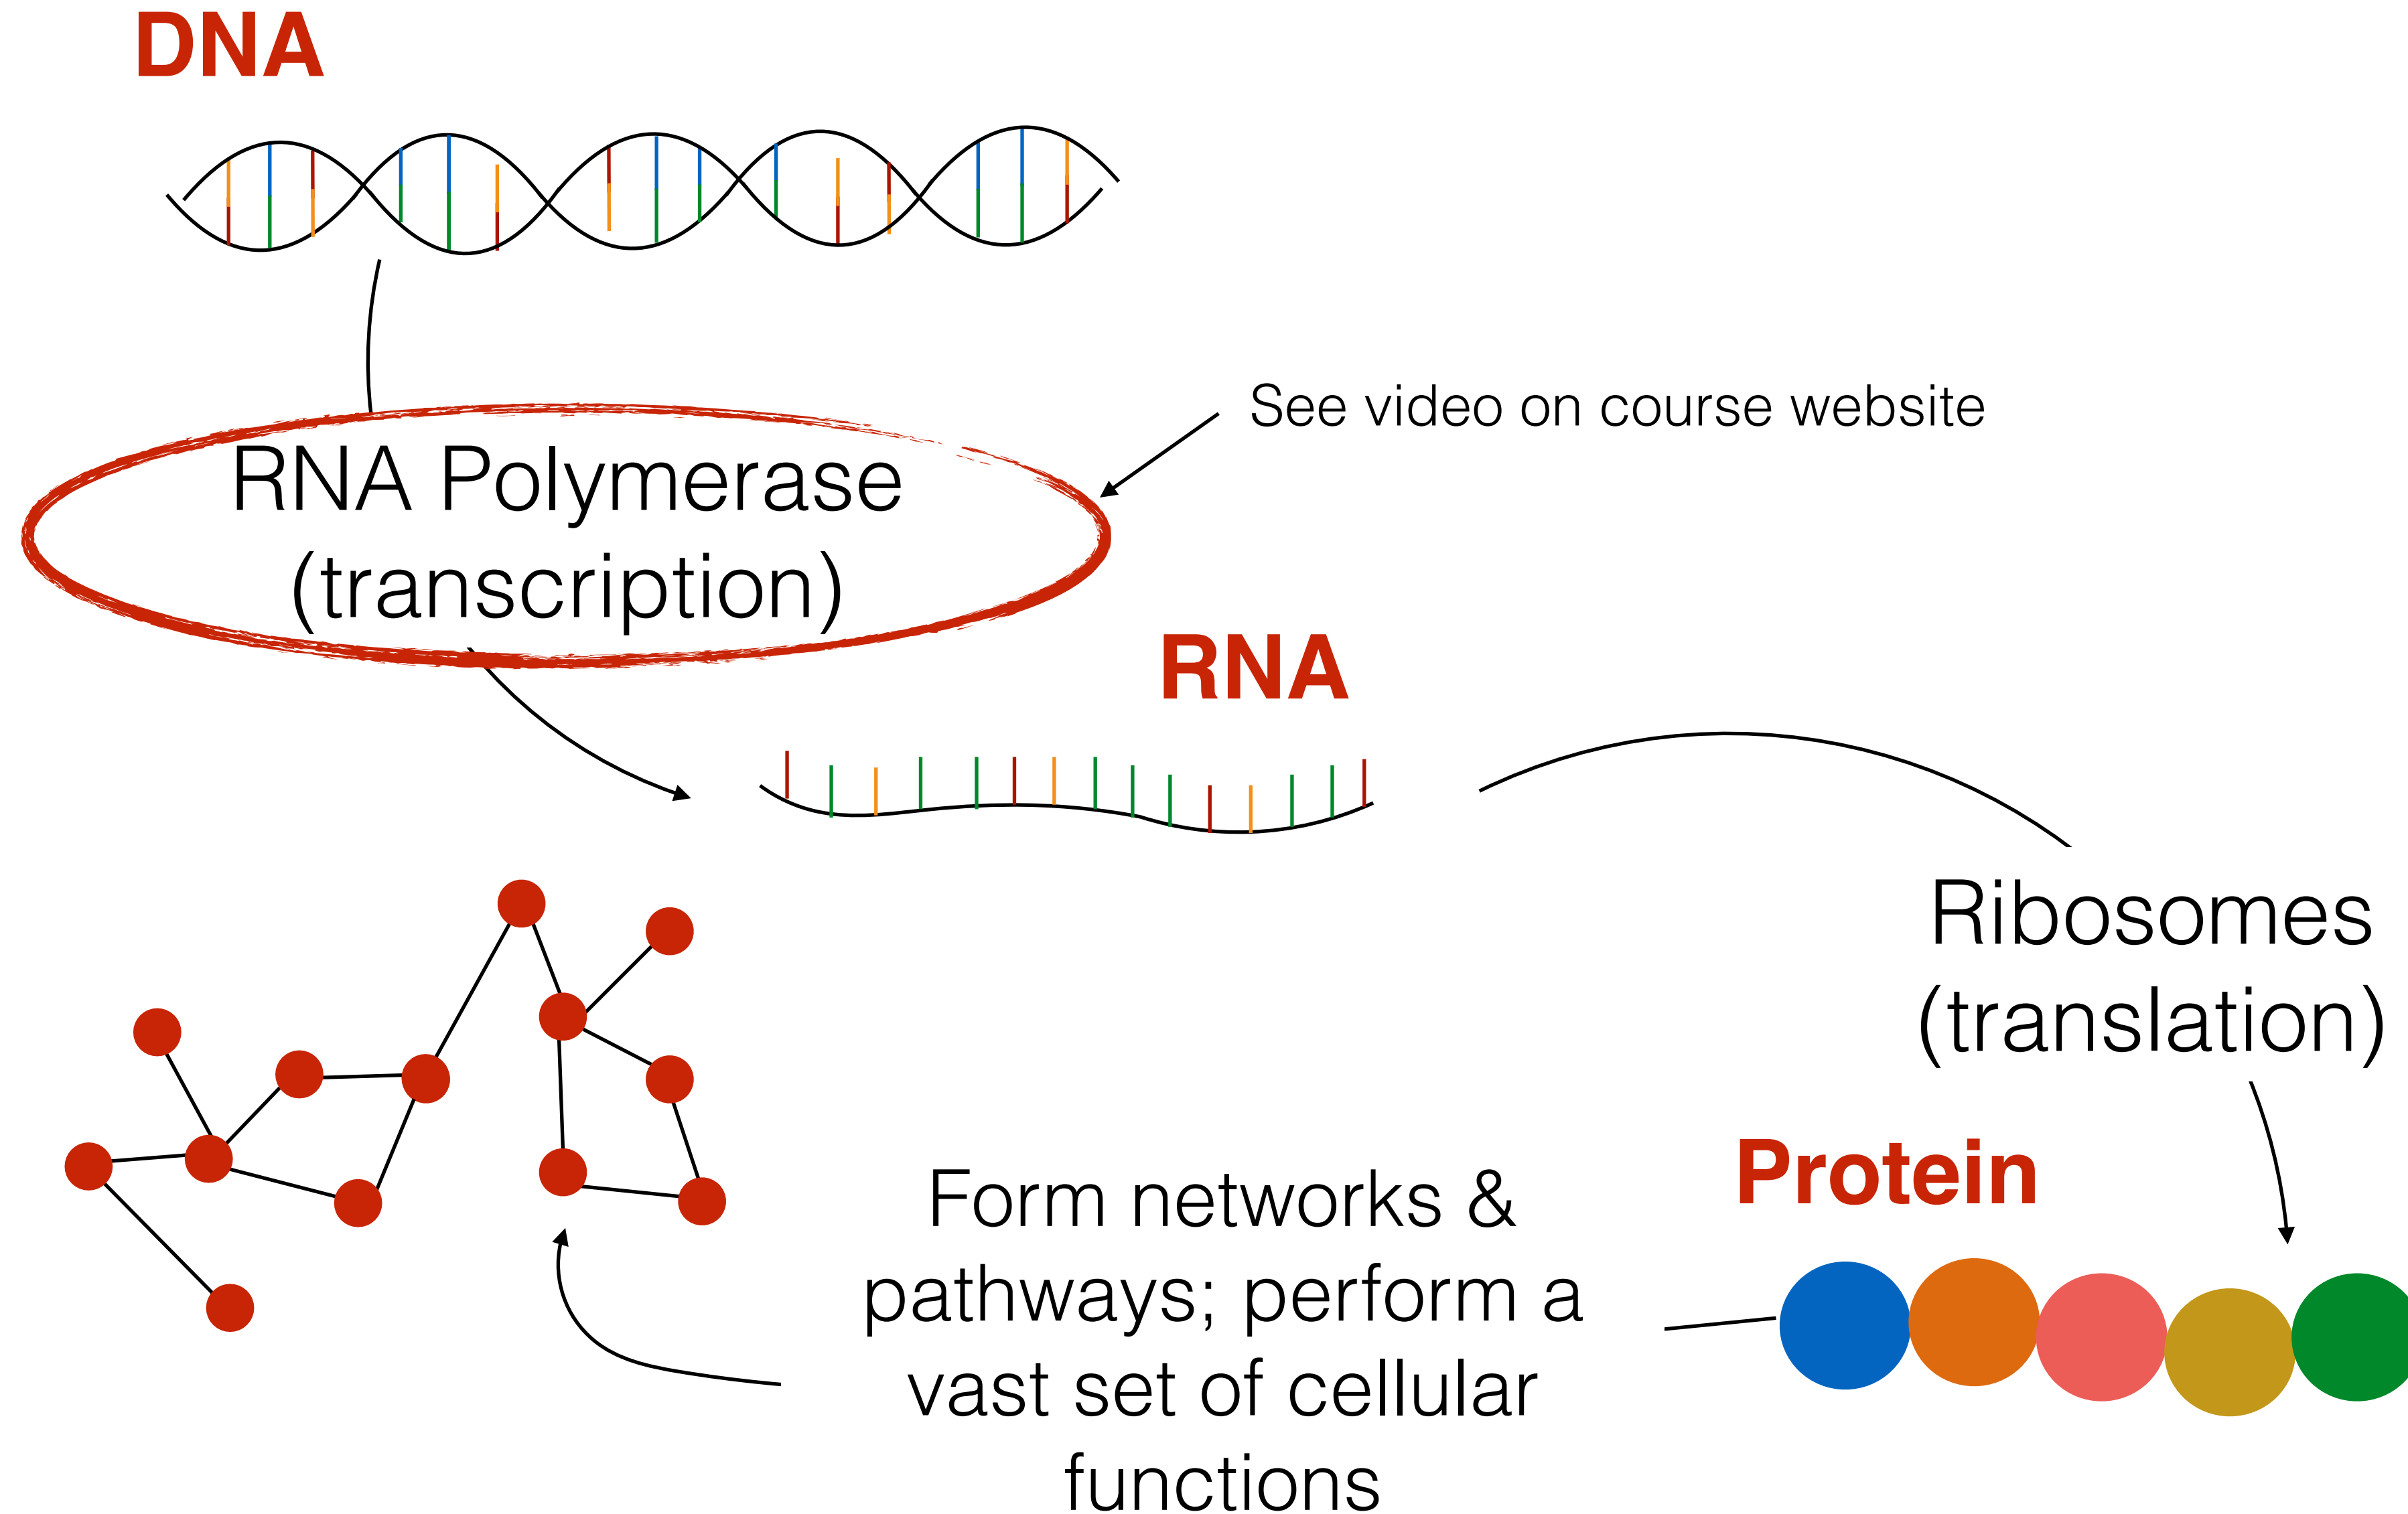 DNA
See video on course website
RNA Polymerase
(transcription)
RNA
Ribosomes
(translation)
Protein
Form networks &
pathways; perform a
vast set of cellular
functions